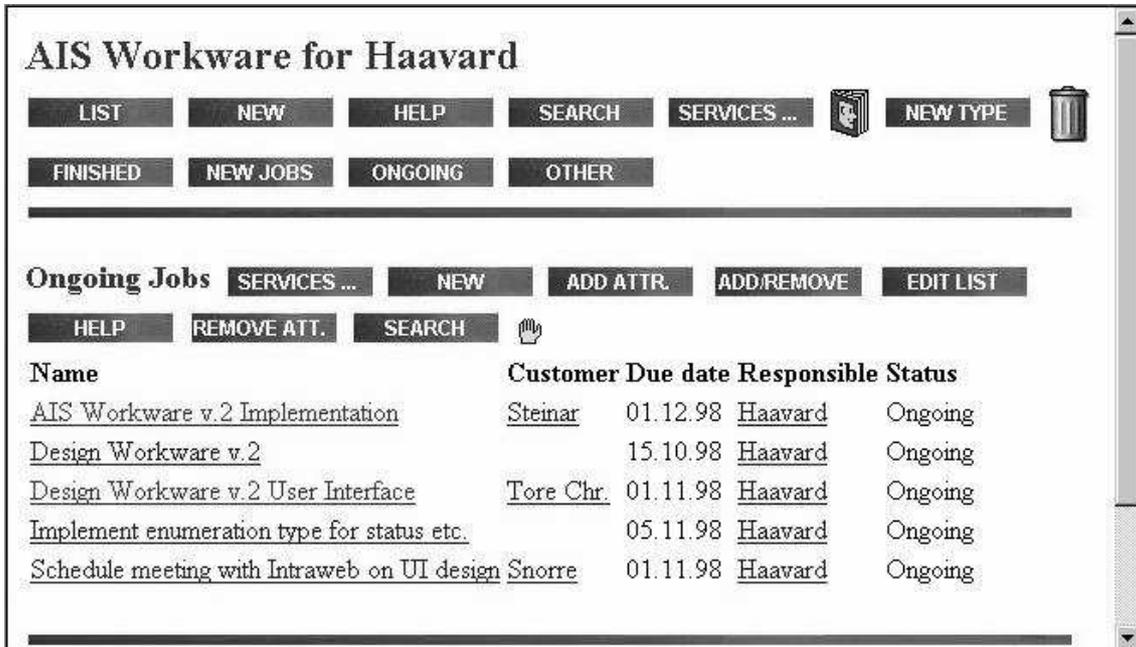 AIS Workware for Haavard
LIST NEW HELP SEARCH SERVICES ... NEW TYPE
FINISHED NEW JOBS ONGOING OTHER
Ongoing Jobs SERVICES ... NEW ADD ATTR. ADD/REMOVE EDIT LIST
HELP REMOVE ATT. SEARCH
Name Customer Due date Responsible Status
AIS Workware v.2 Implementation Steinar 01.12.98 Haavard Ongoing
Design Workware v.2 15.10.98 Haavard Ongoing
Design Workware v.2 User Interface Tore Chr. 01.11.98 Haavard Ongoing
Implement enumeration type for status etc. 05.11.98 Haavard Ongoing
Schedule meeting with Intraweb on UI design Snorre 01.11.98 Haavard Ongoing